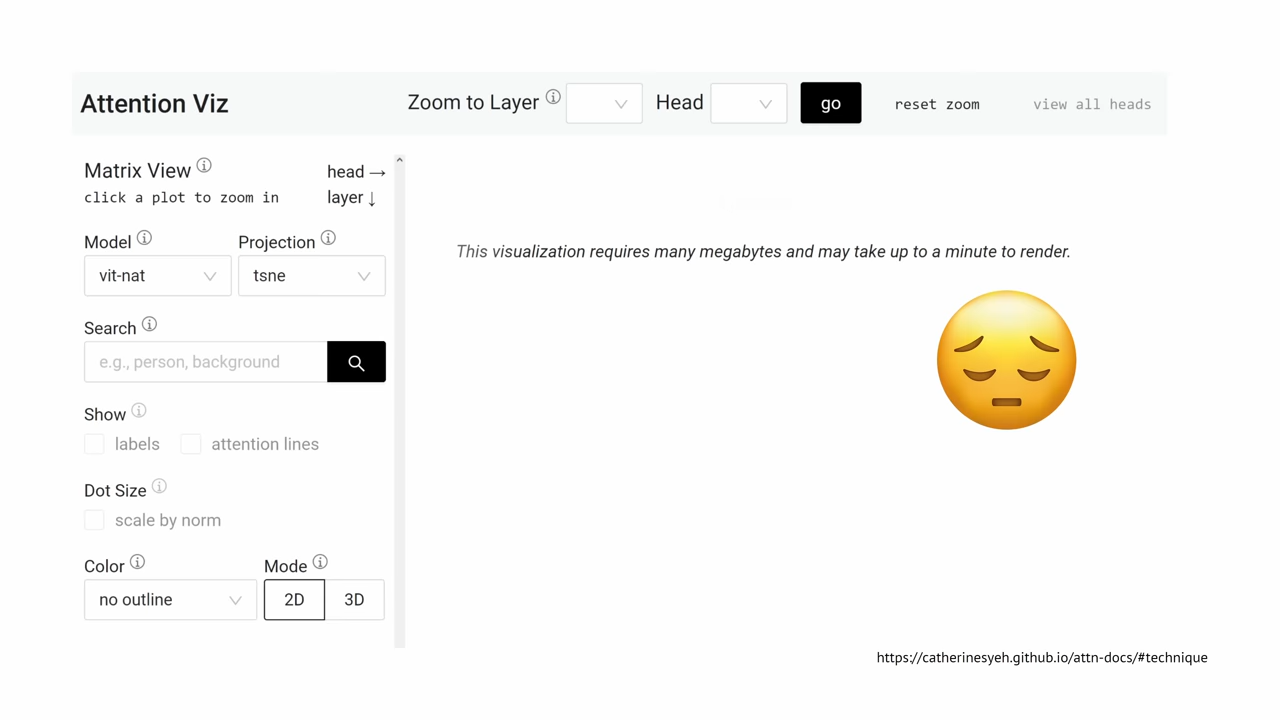 Attention Viz
Zoom to Layer ⓘ Head go reset zoom view all heads
Matrix View ⓘ head →
click a plot to zoom in layer ↓
This visualization requires many megabytes and may take up to a minute to render.
Model ⓘ Projection ⓘ
vit-nat tsne
Search ⓘ
e.g., person, background
Show ⓘ
labels attention lines
Dot Size ⓘ
scale by norm
Color ⓘ Mode ⓘ
no outline 2D 3D
https://catherinesyeh.github.io/attn-docs/#technique